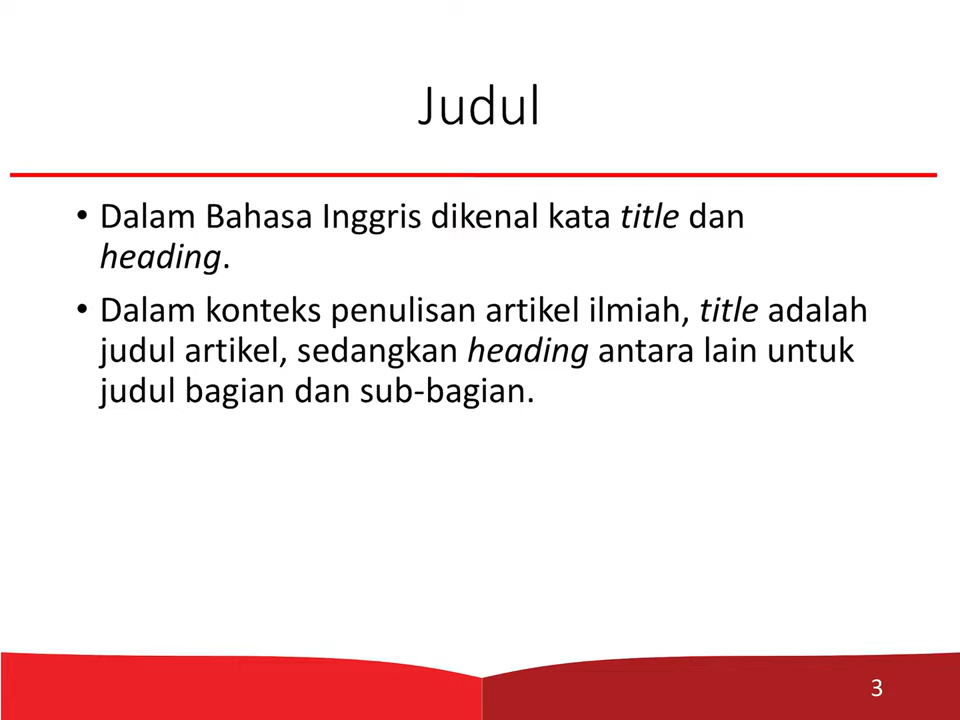 Judul
• Dalam Bahasa Inggris dikenal kata title dan
heading.
• Dalam konteks penulisan artikel ilmiah, title adalah
judul artikel, sedangkan heading antara lain untuk
judul bagian dan sub-bagian.
3